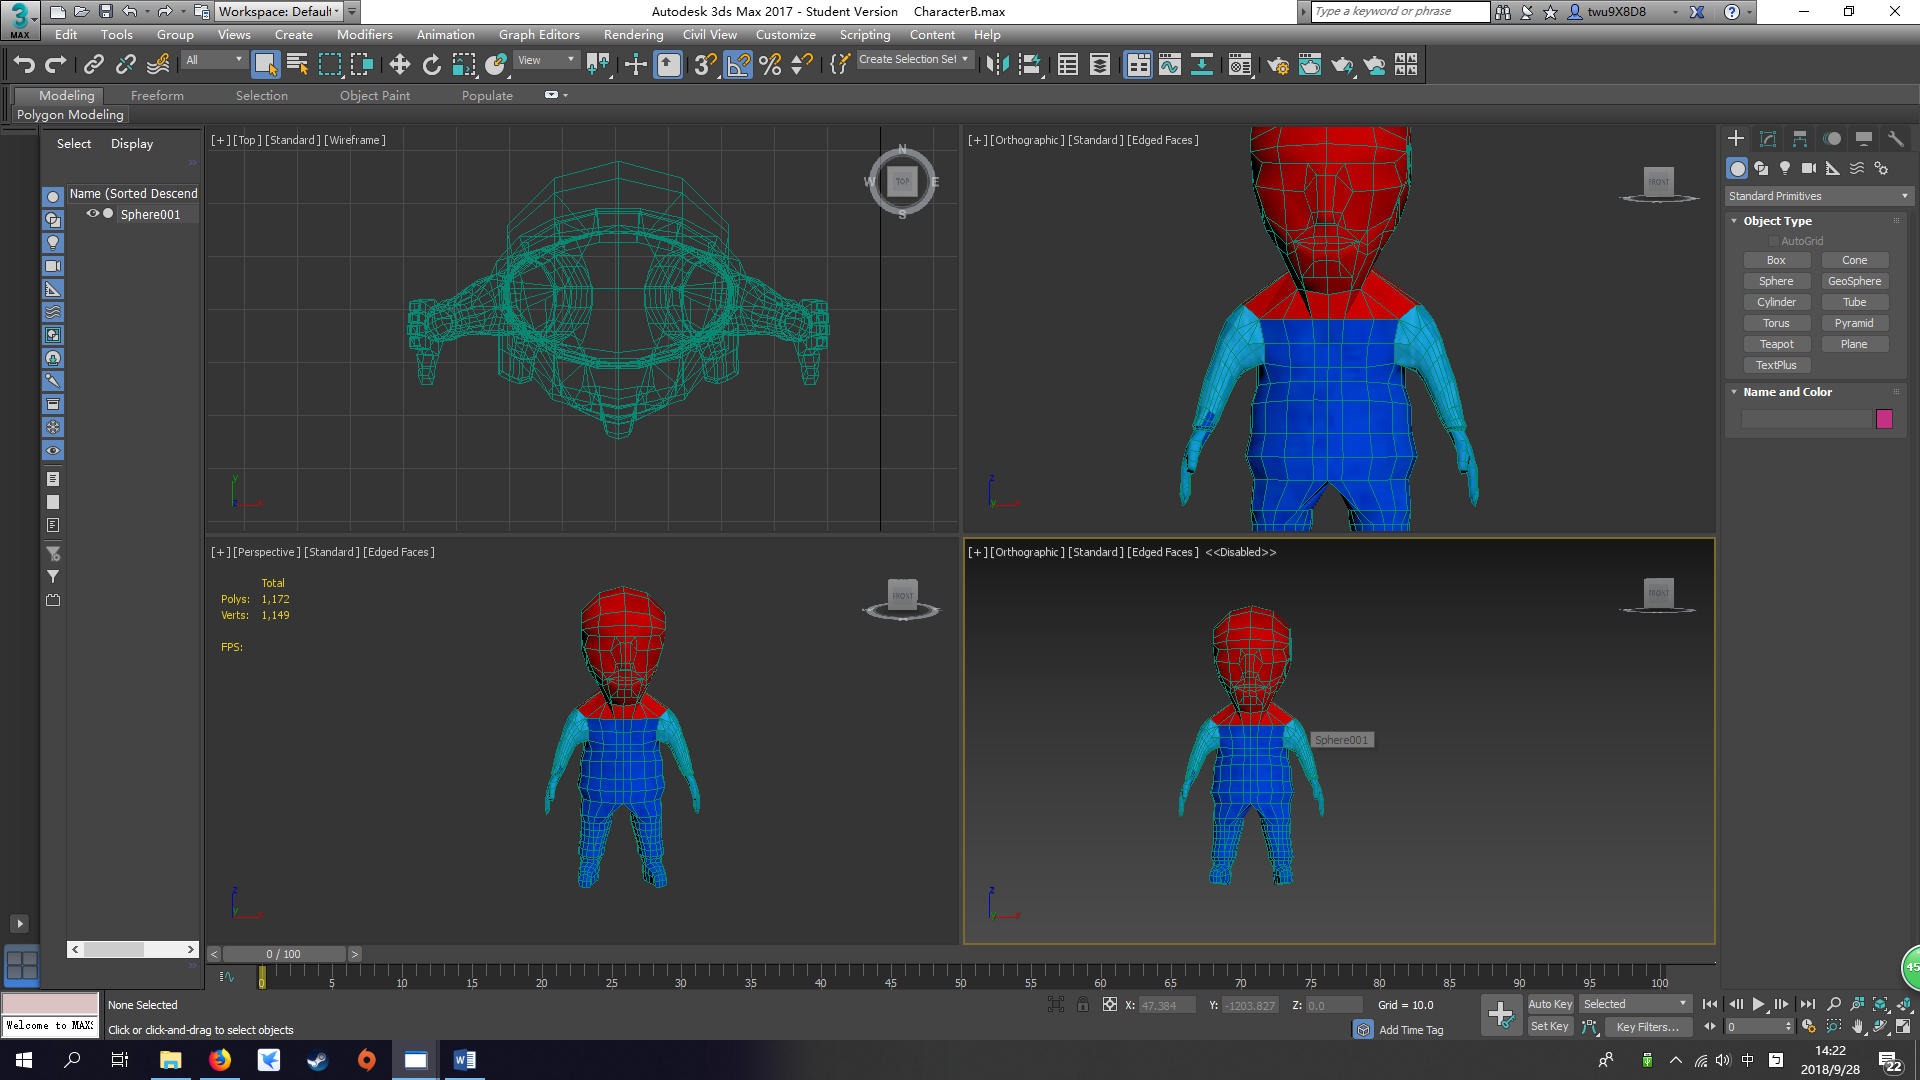 Workspace: Default
Autodesk 3ds Max 2017 - Student Version   CharacterB.max
Type a keyword or phrase
twu9X8D8
3
MAX
Edit Tools Group Views Create Modifiers Animation Graph Editors Rendering Civil View Customize Scripting Content Help
All
View
Create Selection Set
Modeling Freeform Selection Object Paint Populate
Polygon Modeling
Select Display
Name (Sorted Descend
Sphere001
[+] [Top] [Standard] [Wireframe]
N
W TOP E
S
[+] [Orthographic] [Standard] [Edged Faces]
FRONT
Standard Primitives
Object Type
AutoGrid
Box Cone
Sphere GeoSphere
Cylinder Tube
Torus Pyramid
Teapot Plane
TextPlus
Name and Color
y x
z y x
[+] [Perspective] [Standard] [Edged Faces]
Total
Polys: 1,172
Verts: 1,149
FPS:
FRONT
z y x
[+] [Orthographic] [Standard] [Edged Faces] <<Disabled>>
FRONT
Sphere001
z y x
45
< 0 / 100 >
0 5 10 15 20 25 30 35 40 45 50 55 60 65 70 75 80 85 90 95 100
None Selected
X: 47.384 Y: -1203.827 Z: 0.0 Grid = 10.0
Auto Key Selected
Welcome to MAX:
Click or click-and-drag to select objects
Add Time Tag
Set Key Key Filters... 0
中
14:22
2018/9/28
22